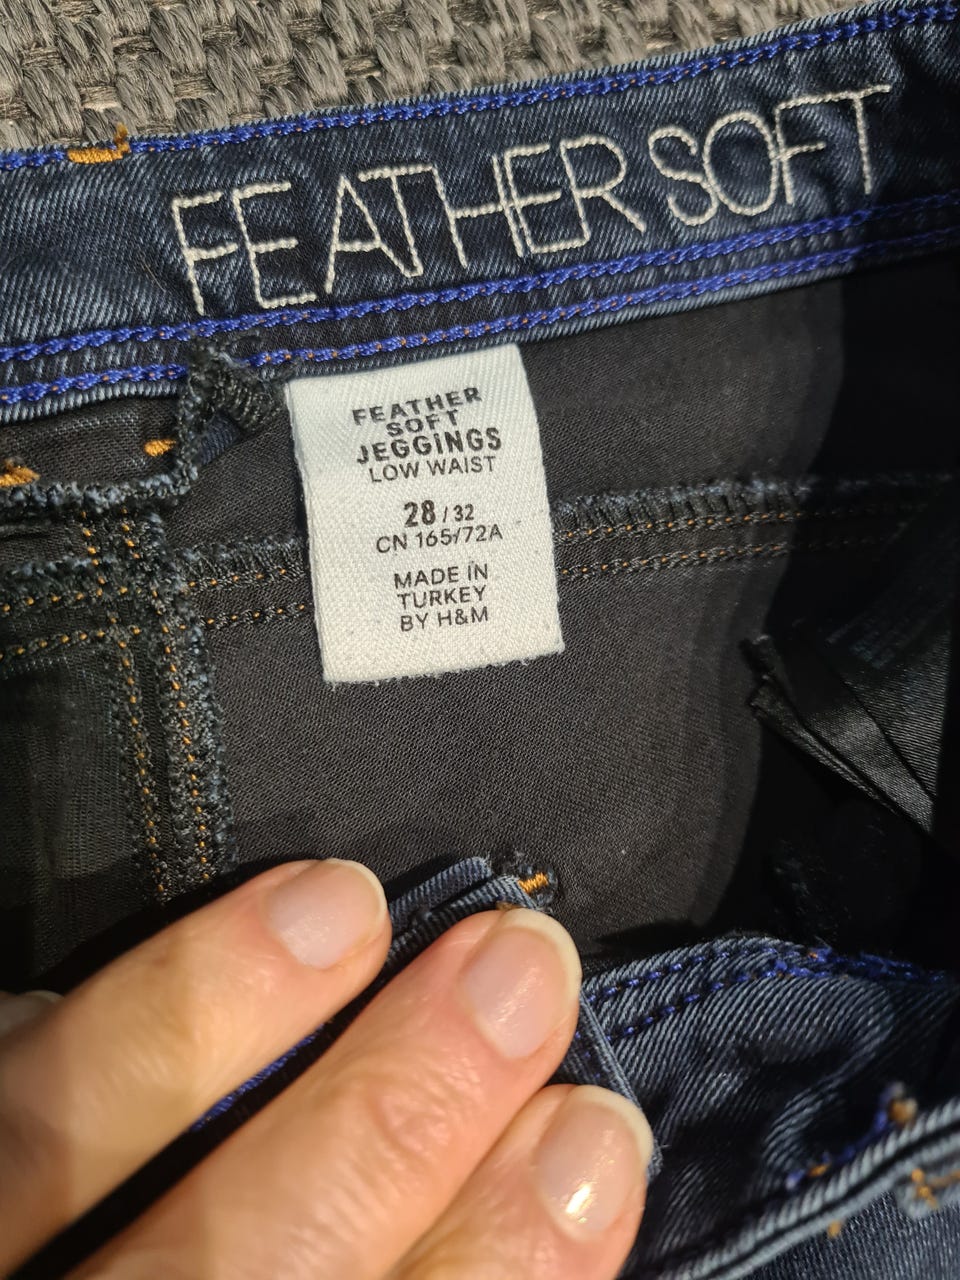 FEATHER SOFT
FEATHER
SOFT
JEGGINGS
LOW WAIST
28 / 32
CN 165/72A
MADE IN
TURKEY
BY H&M